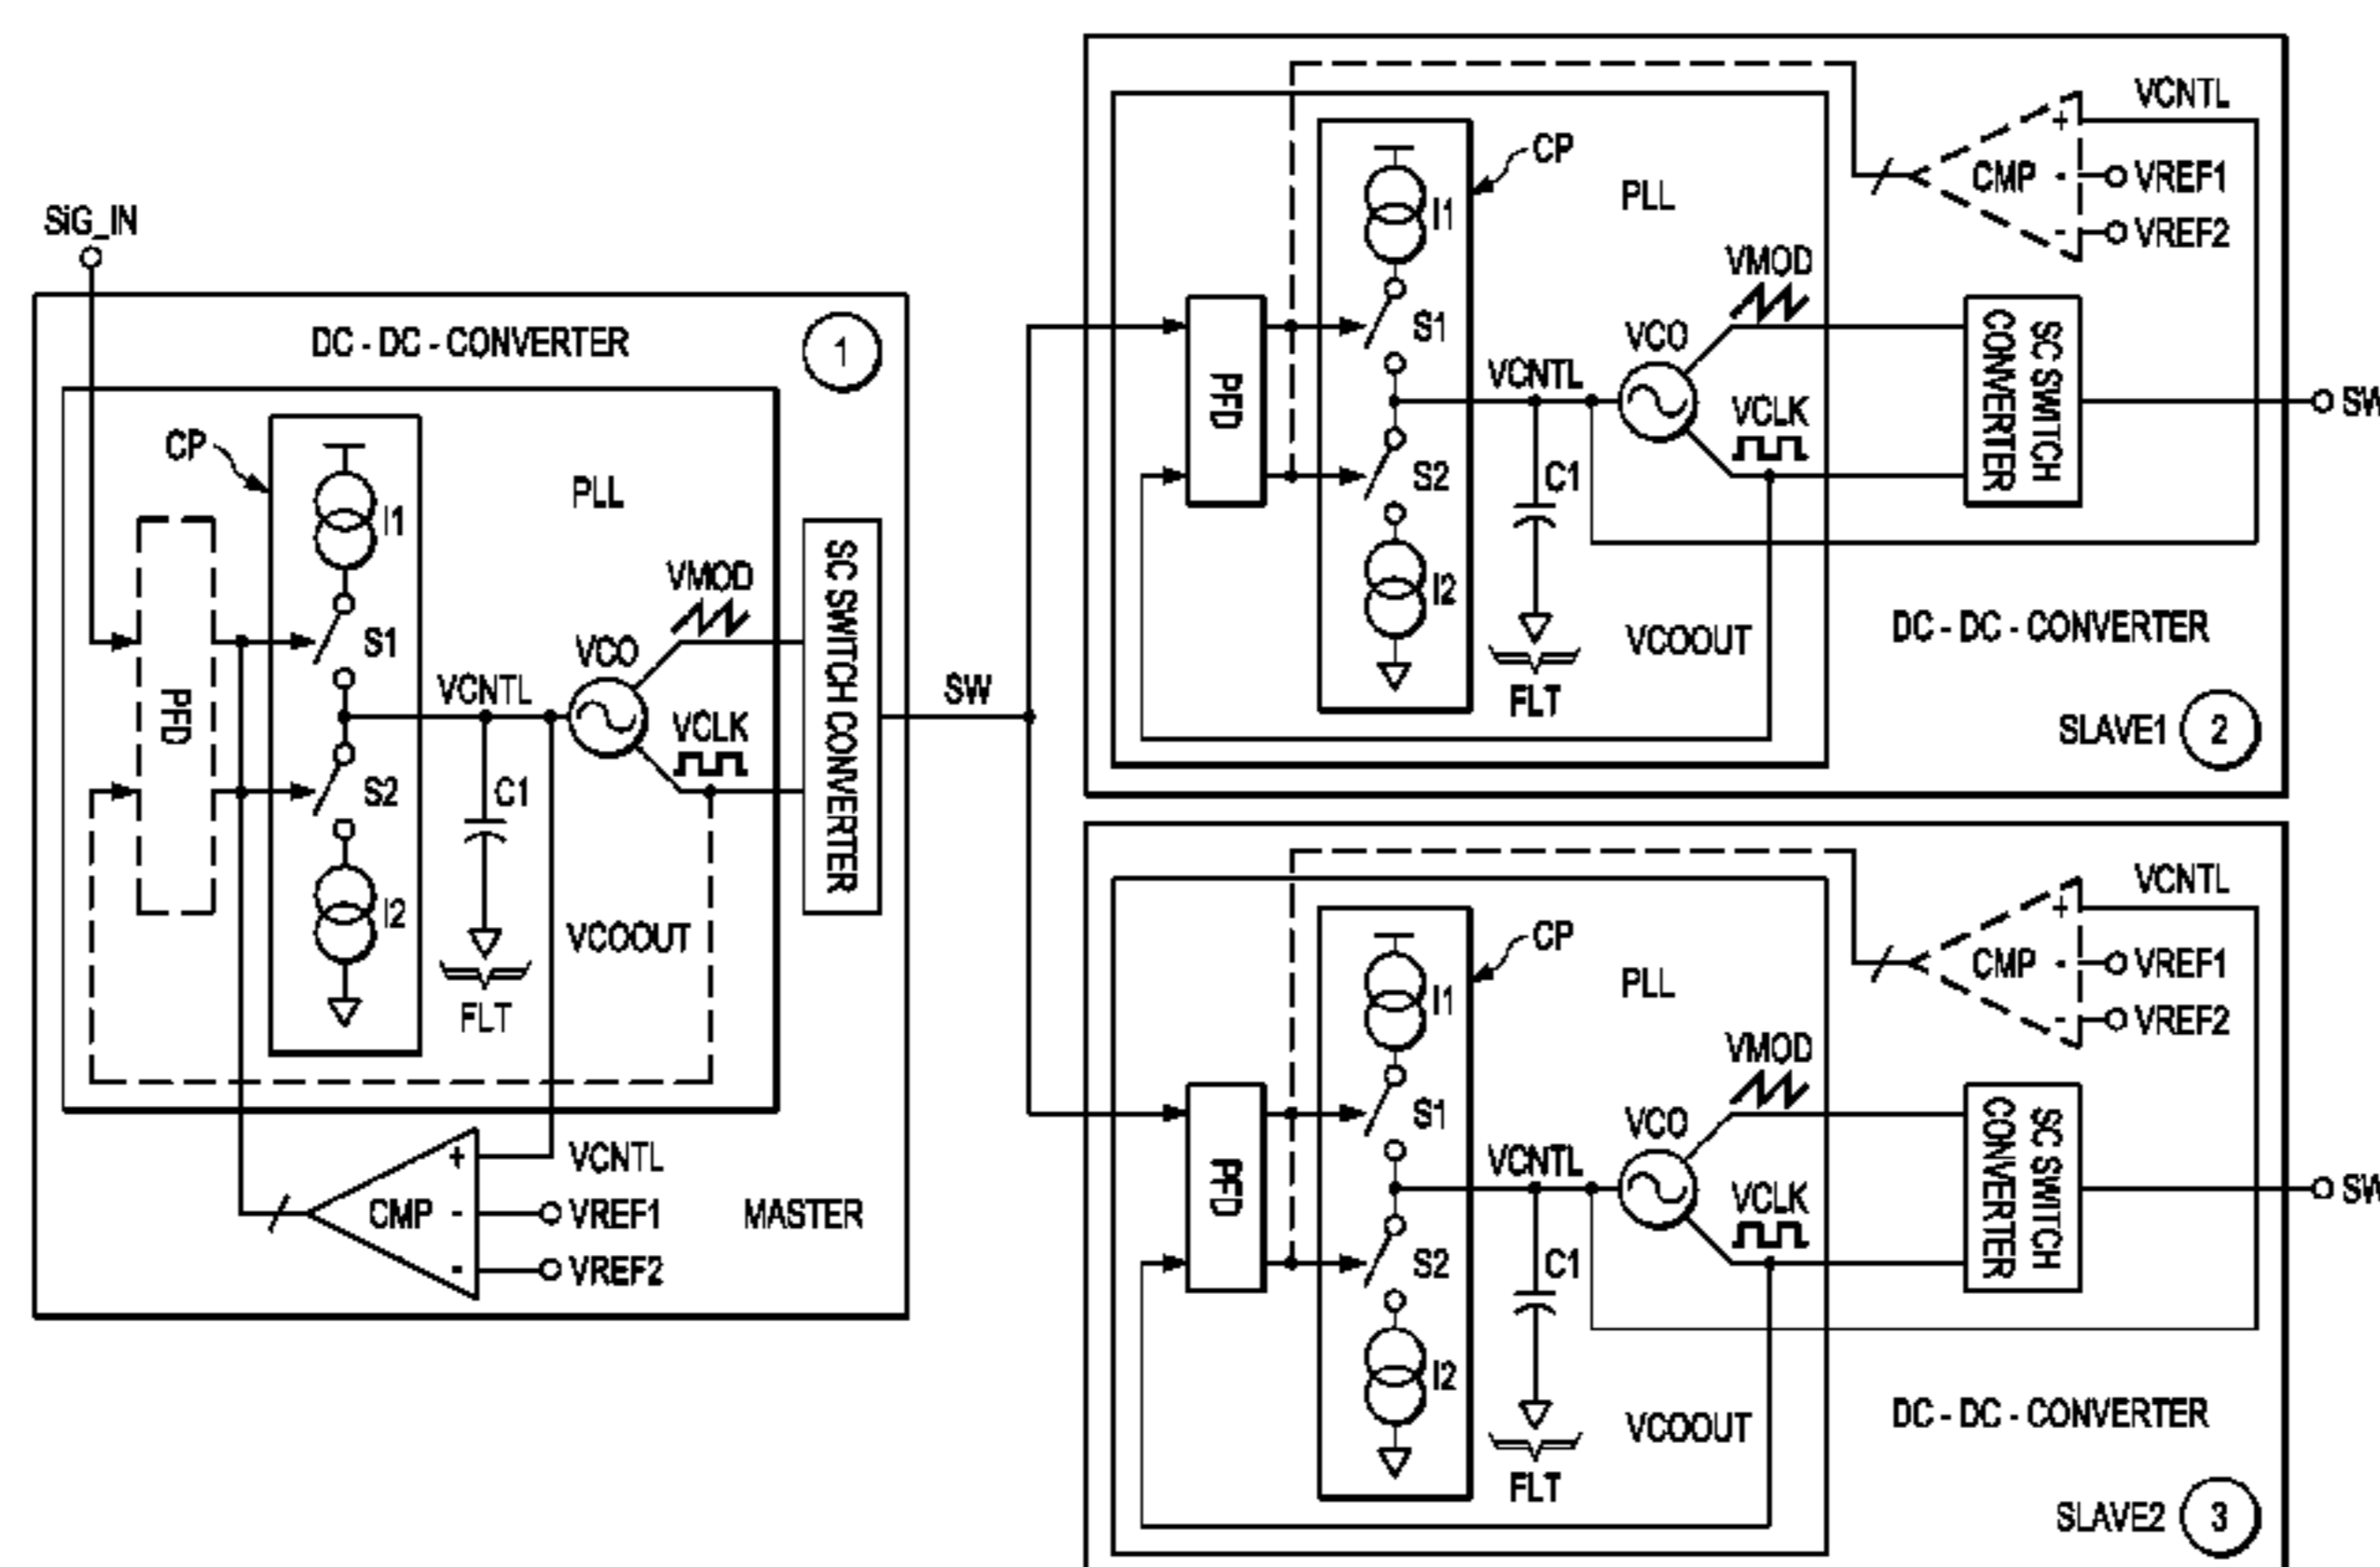 SiG_IN
DC - DC - CONVERTER
1
CP
PLL
I1
S1
PFD
S2
I2
VCNTL
C1
FLT
VCO
VMOD
VCLK
VCOOUT
SC SWITCH CONVERTER
SW
+
CMP
-
-
VCNTL
VREF1
VREF2
MASTER
CP
PLL
I1
S1
PFD
S2
I2
VCNTL
C1
FLT
VCO
VMOD
VCLK
VCOOUT
SC SWITCH
CONVERTER
SW
+
CMP -
-
VCNTL
VREF1
VREF2
DC - DC - CONVERTER
SLAVE1
2
CP
PLL
I1
S1
PFD
S2
I2
VCNTL
C1
FLT
VCO
VMOD
VCLK
VCOOUT
SC SWITCH
CONVERTER
SW
+
CMP -
-
VCNTL
VREF1
VREF2
DC - DC - CONVERTER
SLAVE2
3